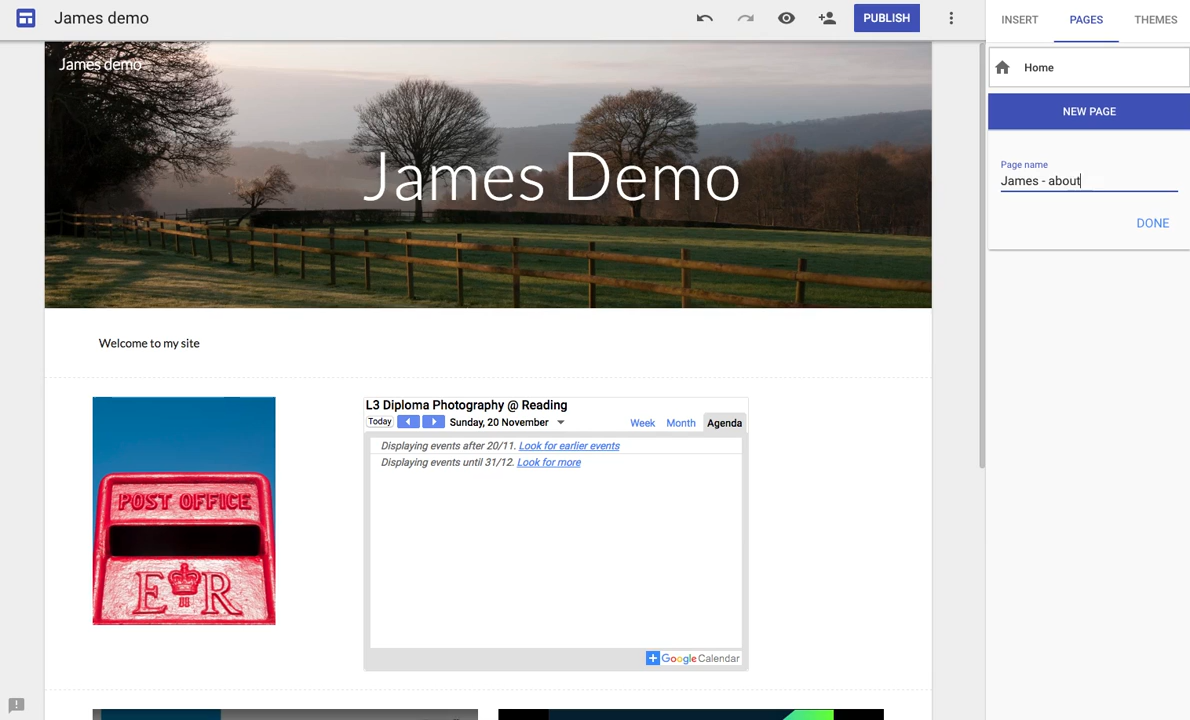 James demo
PUBLISH
INSERT
PAGES
THEMES
James demo
James Demo
Home
NEW PAGE
Page name
James - about
DONE
Welcome to my site
POST OFFICE
E II R
L3 Diploma Photography @ Reading
Today
Sunday, 20 November
Week
Month
Agenda
Displaying events after 20/11. Look for earlier events
Displaying events until 31/12. Look for more
Google Calendar